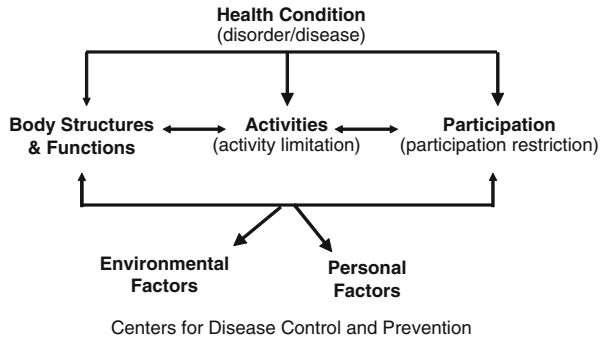 Health Condition
(disorder/disease)
Body Structures
& Functions
Activities
(activity limitation)
Participation
(participation restriction)
Environmental
Factors
Personal
Factors
Centers for Disease Control and Prevention